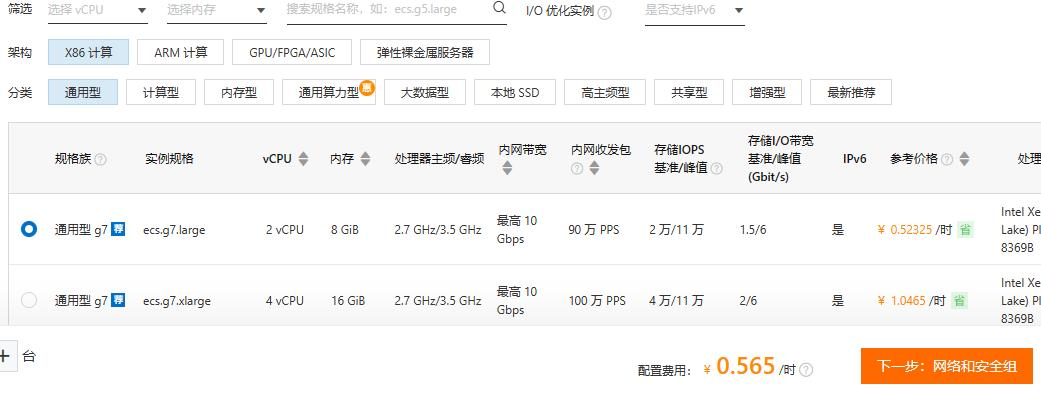 筛选 选择 vCPU 选择内存 搜索规格名称，如：ecs.g5.large I/O 优化实例 是否支持IPv6
架构 X86 计算 ARM 计算 GPU/FPGA/ASIC 弹性裸金属服务器
分类 通用型 计算型 内存型 通用算力型 惠 大数据型 本地 SSD 高主频型 共享型 增强型 最新推荐
规格族 实例规格 vCPU 内存 处理器主频/睿频 内网带宽 内网收发包 存储IOPS 基准/峰值 存储I/O带宽 基准/峰值 (Gbit/s) IPv6 参考价格 处理
通用型 g7 荐 ecs.g7.large 2 vCPU 8 GiB 2.7 GHz/3.5 GHz 最高 10 Gbps 90 万 PPS 2 万/11 万 1.5/6 是 ¥ 0.52325 /时 省 Intel Xe Lake) Pl 8369B
通用型 g7 荐 ecs.g7.xlarge 4 vCPU 16 GiB 2.7 GHz/3.5 GHz 最高 10 Gbps 100 万 PPS 4 万/11 万 2/6 是 ¥ 1.0465 /时 省 Intel Xe Lake) Pl 8369B
+ 台
配置费用： ¥ 0.565 /时 下一步：网络和安全组